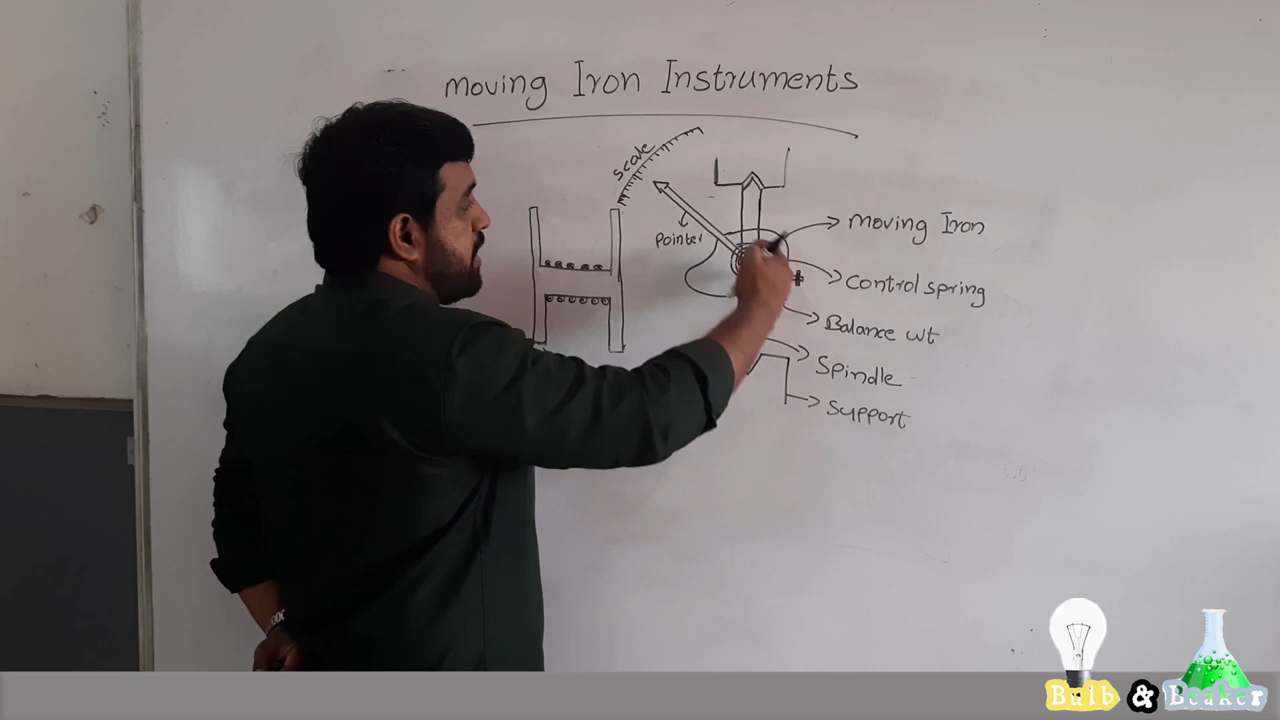 moving Iron Instruments
scale
Pointer
moving Iron
control spring
Balance wt
Spindle
Support
Bulb & Beaker